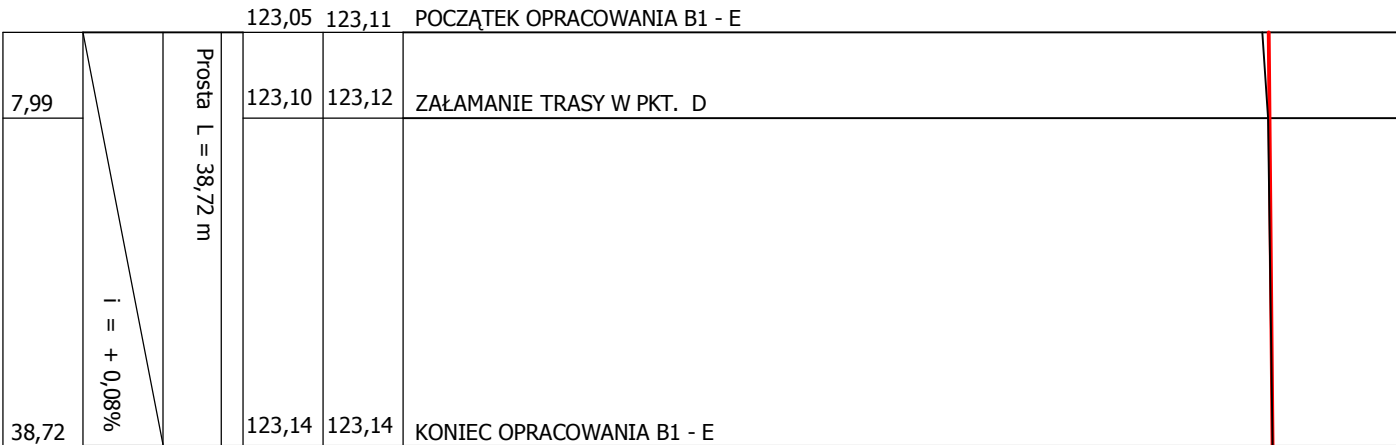 123,05 123,11 POCZĄTEK OPRACOWANIA B1 - E
7,99 123,10 123,12 ZAŁAMANIE TRASY W PKT. D
Prosta L = 38,72 m
i = + 0,08%
38,72 123,14 123,14 KONIEC OPRACOWANIA B1 - E